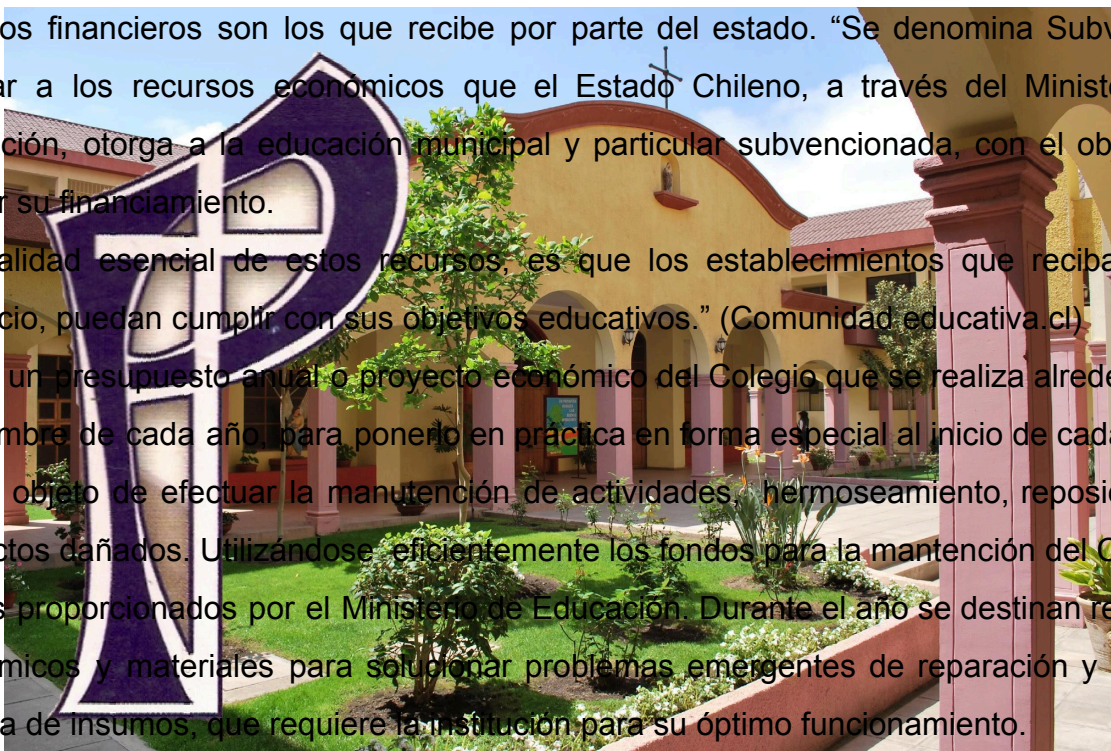 os financieros son los que recibe por parte del estado. “Se denomina Subv
ar a los recursos económicos que el Estado Chileno, a través del Minist
ción, otorga a la educación municipal y particular subvencionada, con el ob
r su financiamiento.
alidad esencial de estos recursos, es que los establecimientos que reciba
cio, puedan cumplir con sus objetivos educativos.” (Comunidad educativa.cl)
un presupuesto anual o proyecto económico del Colegio que se realiza alrede
mbre de cada año, para ponerlo en práctica en forma especial al inicio de cada
objeto de efectuar la manutención de actividades, hermoseamiento, reposi
ctos dañados. Utilizándose eficientemente los fondos para la mantención del C
s proporcionados por el Ministerio de Educación. Durante el año se destinan re
micos y materiales para solucionar problemas emergentes de reparación y
a de insumos, que requiere la institución para su óptimo funcionamiento.